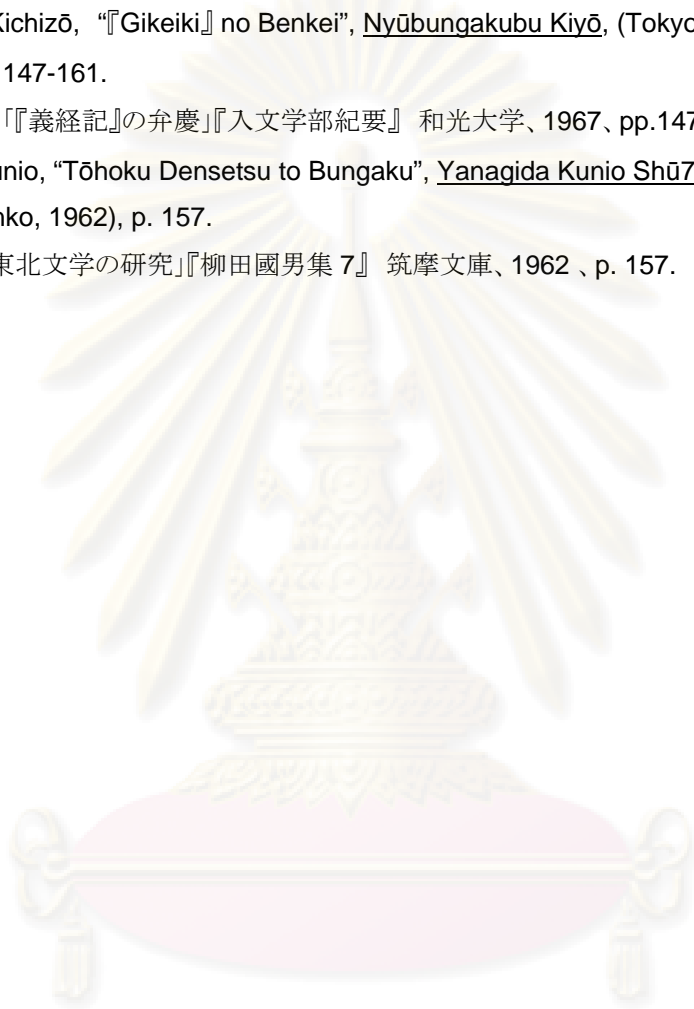 Kichizō, “『Gikeiki』 no Benkei”, Nyūbungakubu Kiyō, (Tokyo
147-161.
「『義経記』の弁慶」『入文学部紀要』 和光大学、1967、pp.147
unio, “Tōhoku Densetsu to Bungaku”, Yanagida Kunio Shū7
nko, 1962), p. 157.
東北文学の研究」『柳田國男集 7』 筑摩文庫、1962 、p. 157.